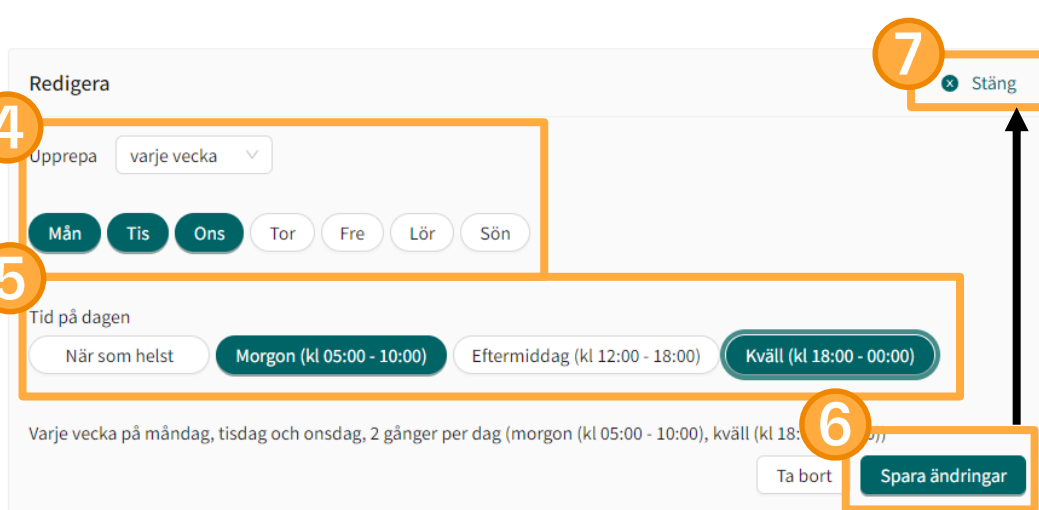 7
Redigera
Stäng
4
Upprepa varje vecka
Mån Tis Ons Tor Fre Lör Sön
5
Tid på dagen
När som helst Morgon (kl 05:00 - 10:00) Eftermiddag (kl 12:00 - 18:00) Kväll (kl 18:00 - 00:00)
6
Varje vecka på måndag, tisdag och onsdag, 2 gånger per dag (morgon (kl 05:00 - 10:00), kväll (kl 18:
Ta bort Spara ändringar